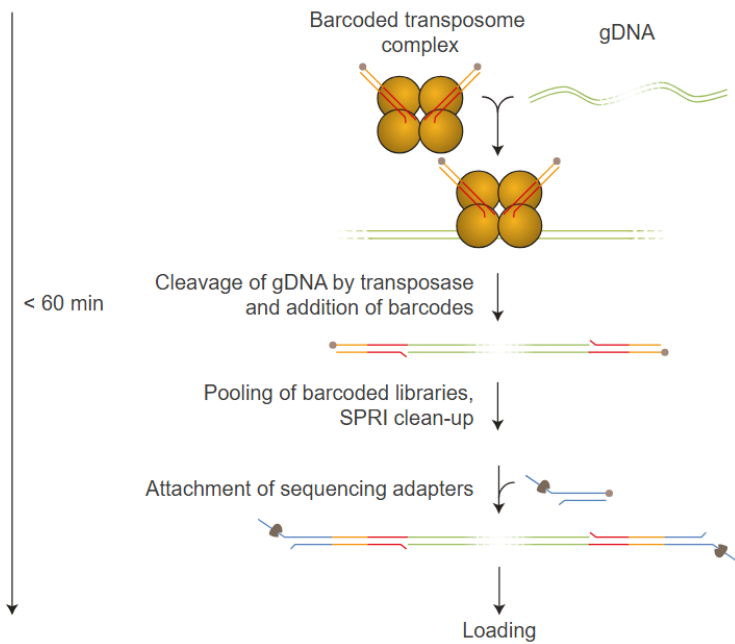 Barcoded transposome
complex
gDNA
Cleavage of gDNA by transposase
and addition of barcodes
< 60 min
Pooling of barcoded libraries,
SPRI clean-up
Attachment of sequencing adapters
Loading